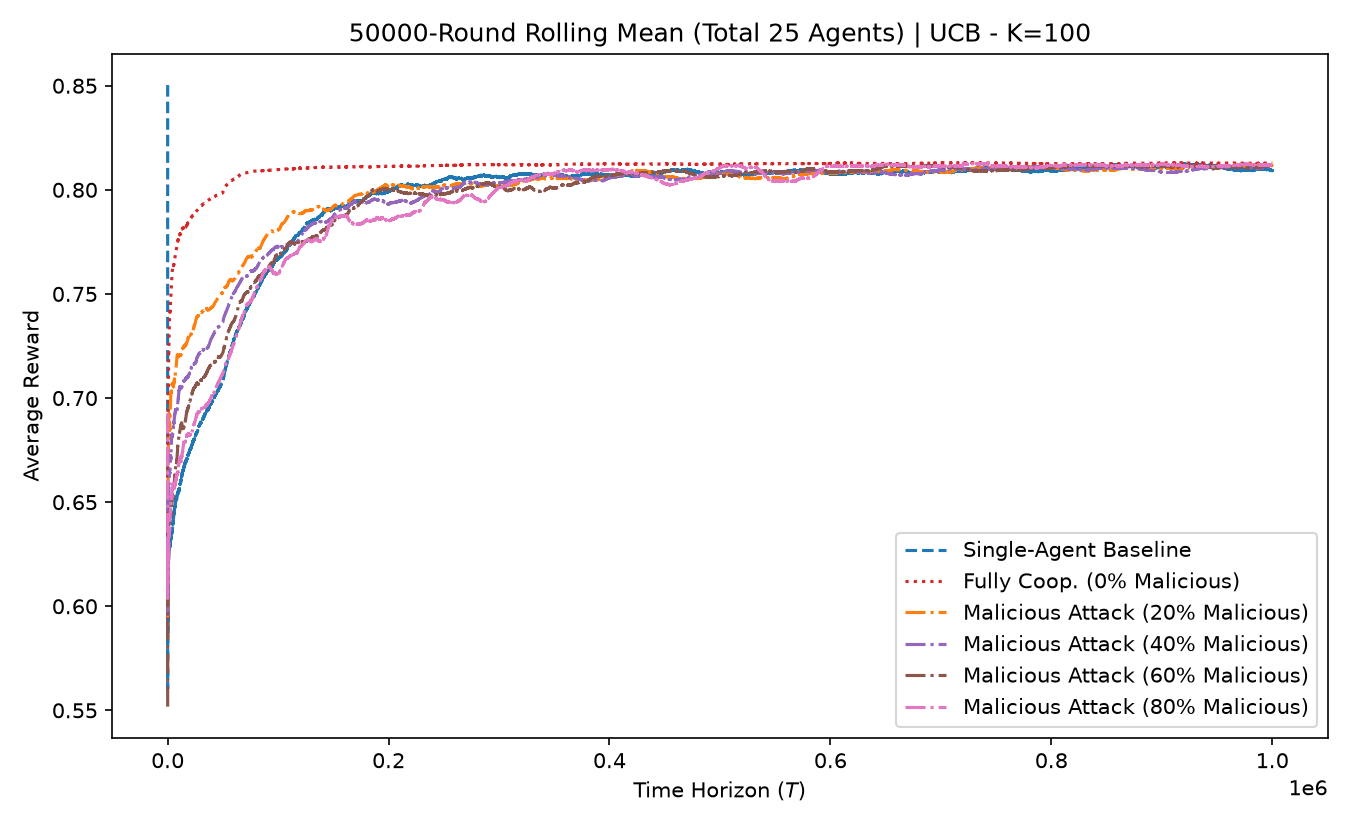 50000-Round Rolling Mean (Total 25 Agents) | UCB - K=100
Average Reward
0.85
0.80
0.75
0.70
0.65
0.60
0.55
Single-Agent Baseline
Fully Coop. (0% Malicious)
Malicious Attack (20% Malicious)
Malicious Attack (40% Malicious)
Malicious Attack (60% Malicious)
Malicious Attack (80% Malicious)
0.0 0.2 0.4 0.6 0.8 1.0
1e6
Time Horizon (T)